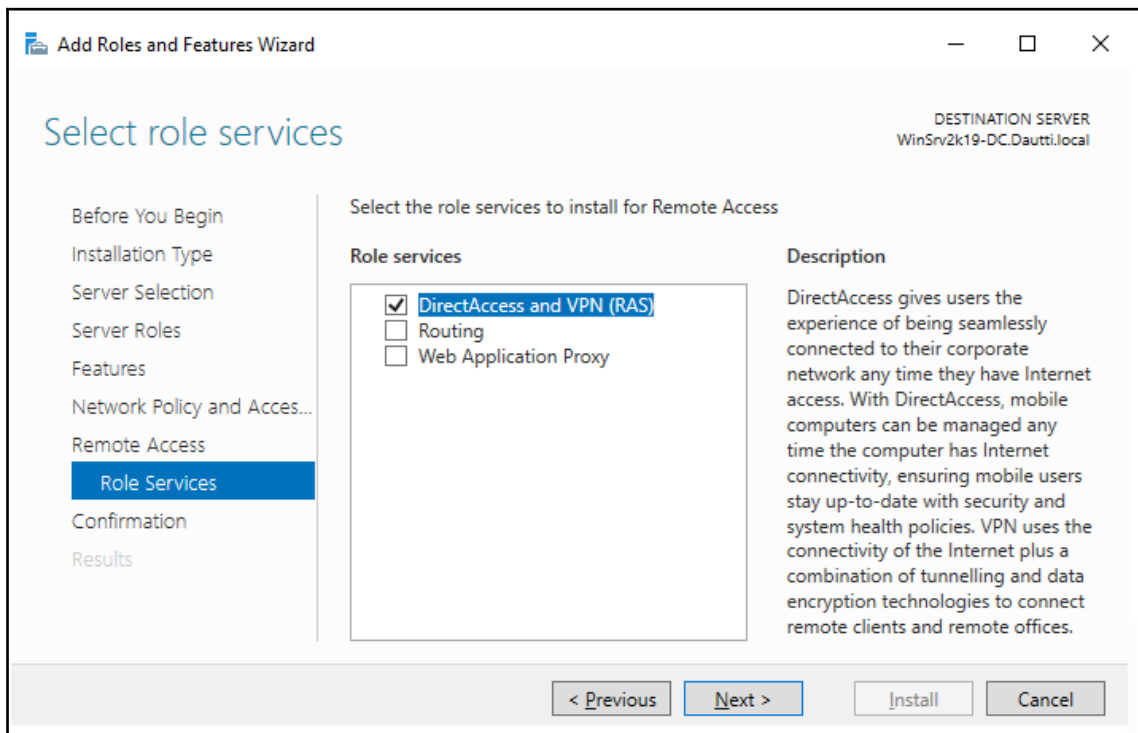 Add Roles and Features Wizard
Select role services
DESTINATION SERVER
WinSrv2k19-DC.Dautti.local
Before You Begin
Installation Type
Server Selection
Server Roles
Features
Network Policy and Acces...
Remote Access
Role Services
Confirmation
Results
Select the role services to install for Remote Access
Role services
DirectAccess and VPN (RAS)
Routing
Web Application Proxy
Description
DirectAccess gives users the
experience of being seamlessly
connected to their corporate
network any time they have Internet
access. With DirectAccess, mobile
computers can be managed any
time the computer has Internet
connectivity, ensuring mobile users
stay up-to-date with security and
system health policies. VPN uses the
connectivity of the Internet plus a
combination of tunnelling and data
encryption technologies to connect
remote clients and remote offices.
< Previous
Next >
Install
Cancel